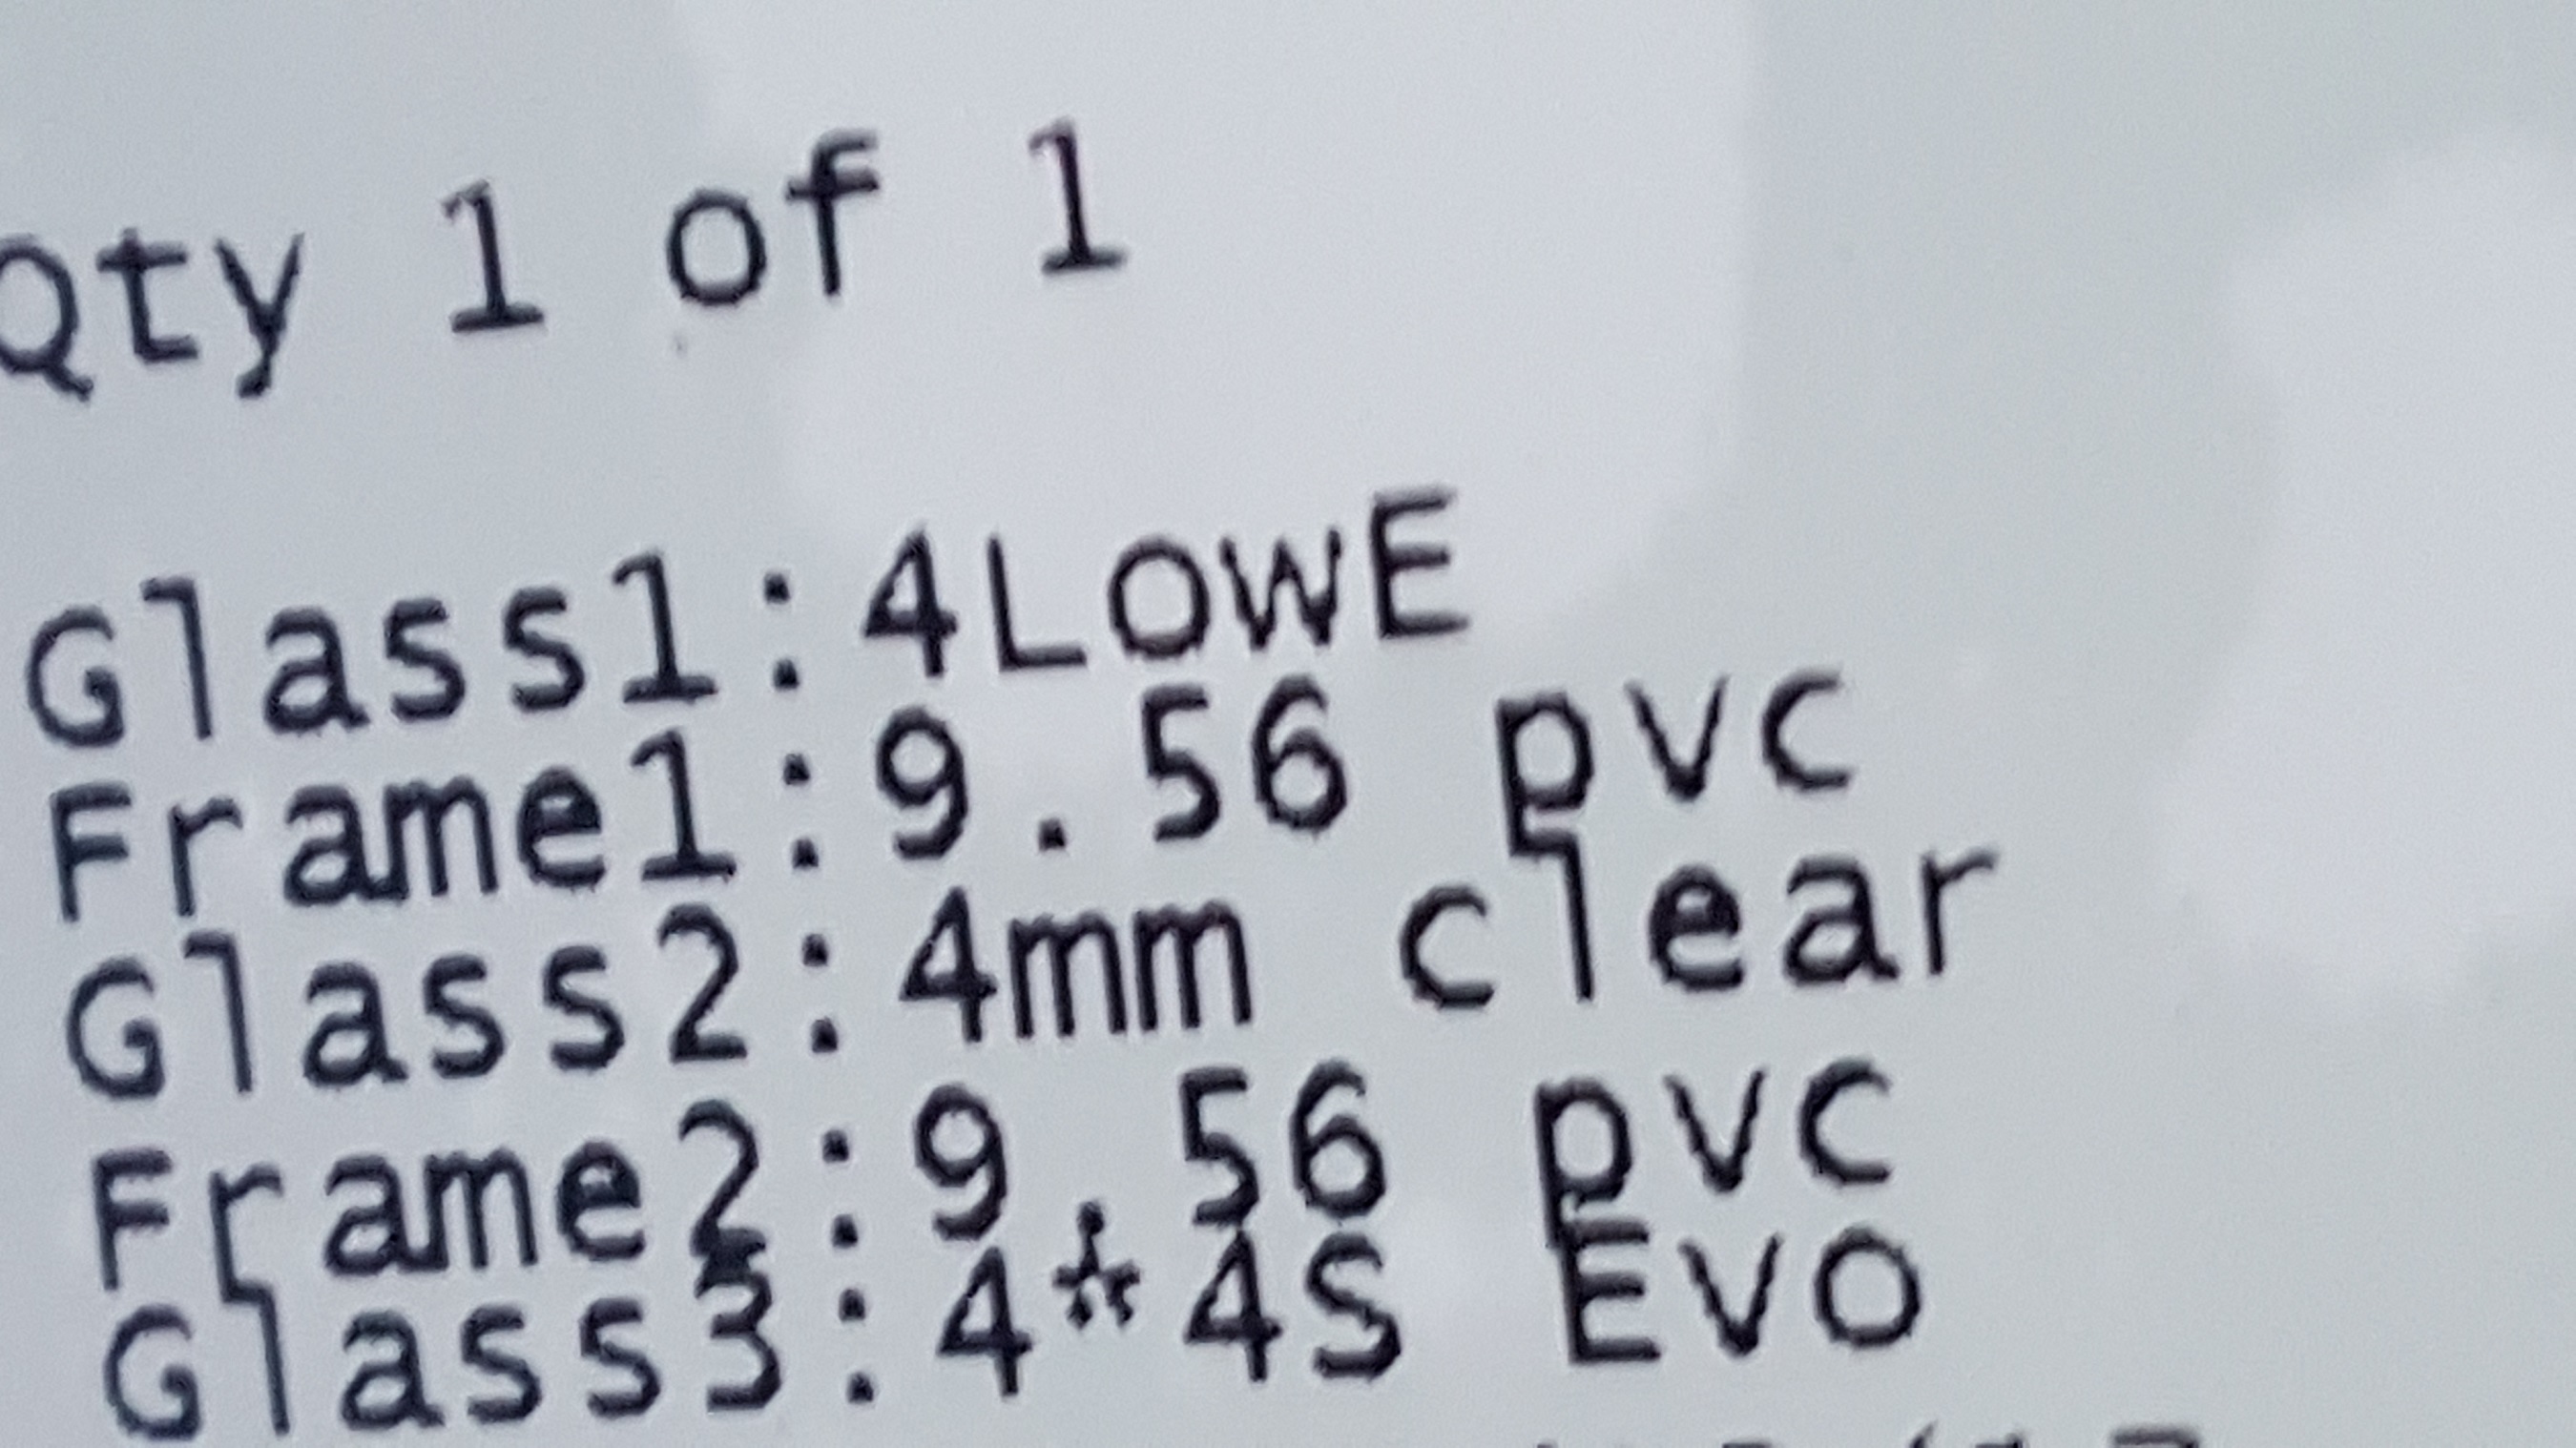 Qty 1 of 1
Glass1:4LOWE
Frame1:9.56 pvc
Glass2:4mm clear
Frame2:9.56 pvc
Glass3:4*4S EVO